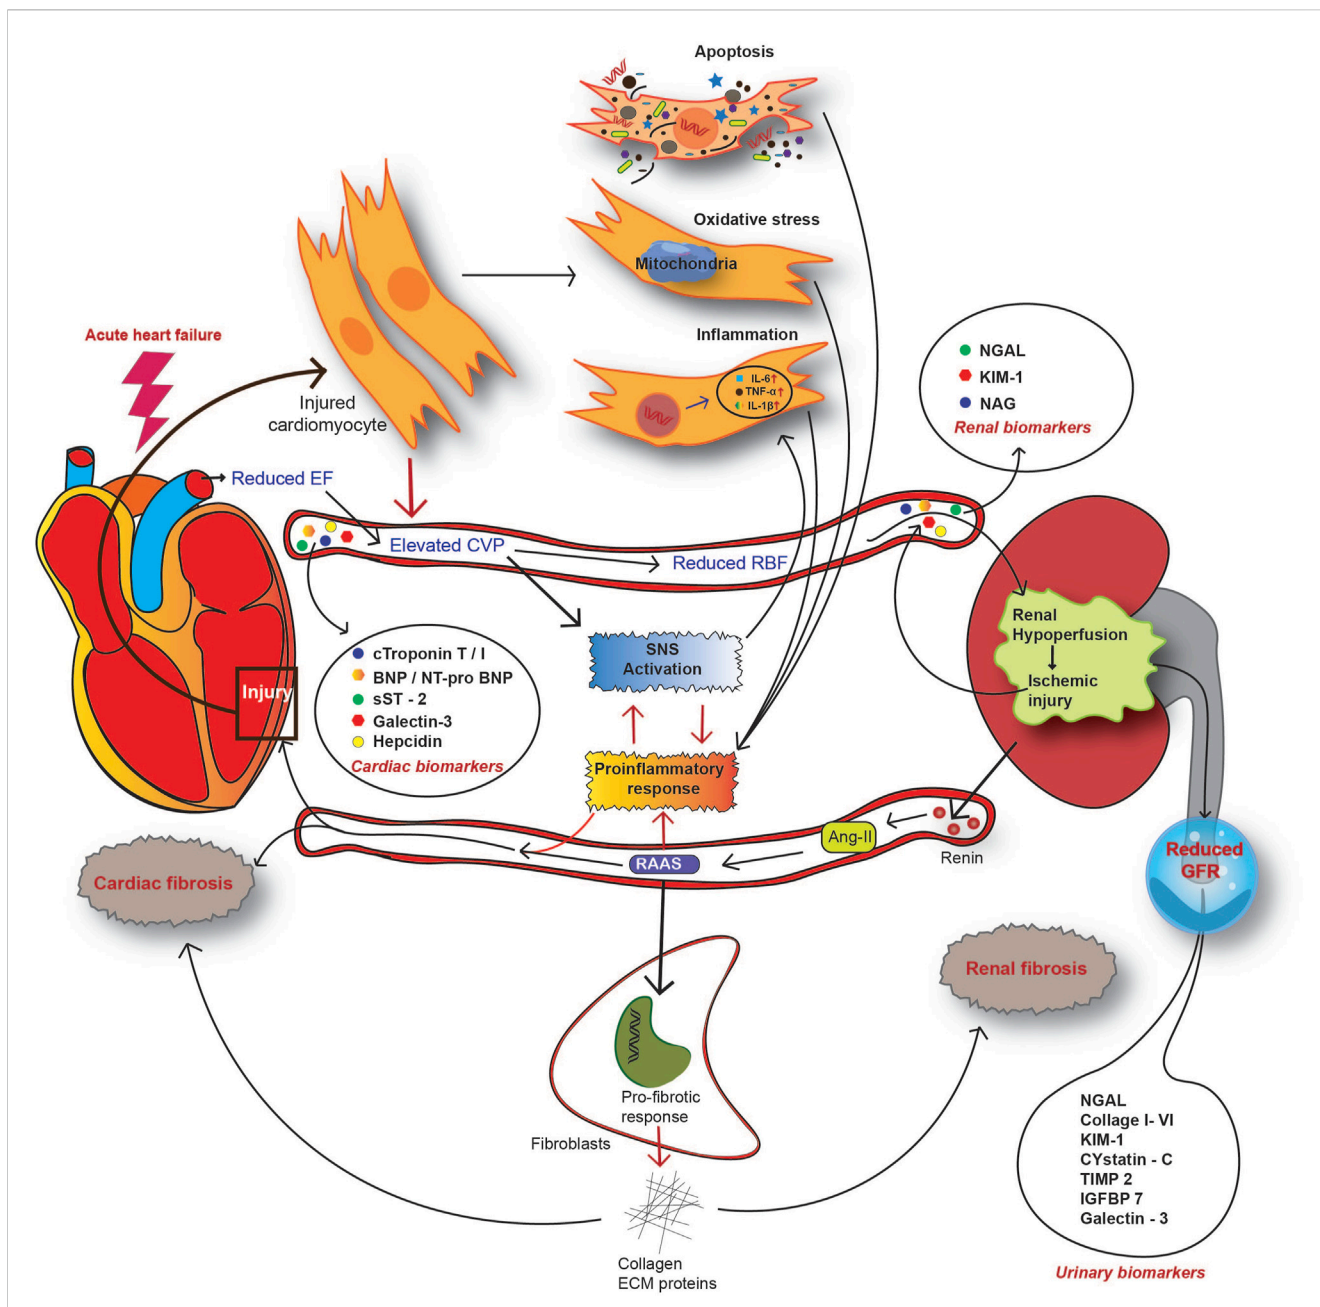 Apoptosis
Oxidative stress
Mitochondria
Inflammation
IL-6↑
TNF-α↑
IL-1β↑
Acute heart failure
Injured
cardiomyocyte
NGAL
KIM-1
NAG
Renal biomarkers
Reduced EF
Elevated CVP
Reduced RBF
Renal
Hypoperfusion
Ischemic
injury
SNS
Activation
cTroponin T / I
BNP / NT-pro BNP
sST - 2
Galectin-3
Hepcidin
Cardiac biomarkers
Injury
Proinflammatory
response
Ang-II
Renin
RAAS
Reduced
GFR
Cardiac fibrosis
Renal fibrosis
Pro-fibrotic
response
Fibroblasts
Collagen
ECM proteins
NGAL
Collage I- VI
KIM-1
CYstatin - C
TIMP 2
IGFBP 7
Galectin - 3
Urinary biomarkers